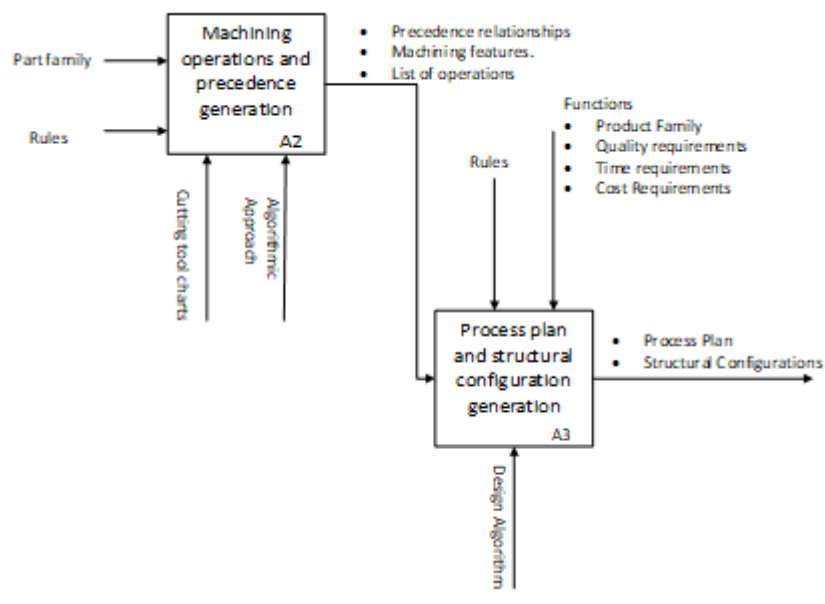 Machining
operations and
precedence
generation
A2
Part family
Rules
Cutting tool charts
Algorithmic
Approach
• Precedence relationships
• Machining features.
• List of operations
Functions
• Product Family
• Quality requirements
• Time requirements
• Cost Requirements
Rules
Process plan
and structural
configuration
generation
A3
• Process Plan
• Structural Configurations
Design Algorithm